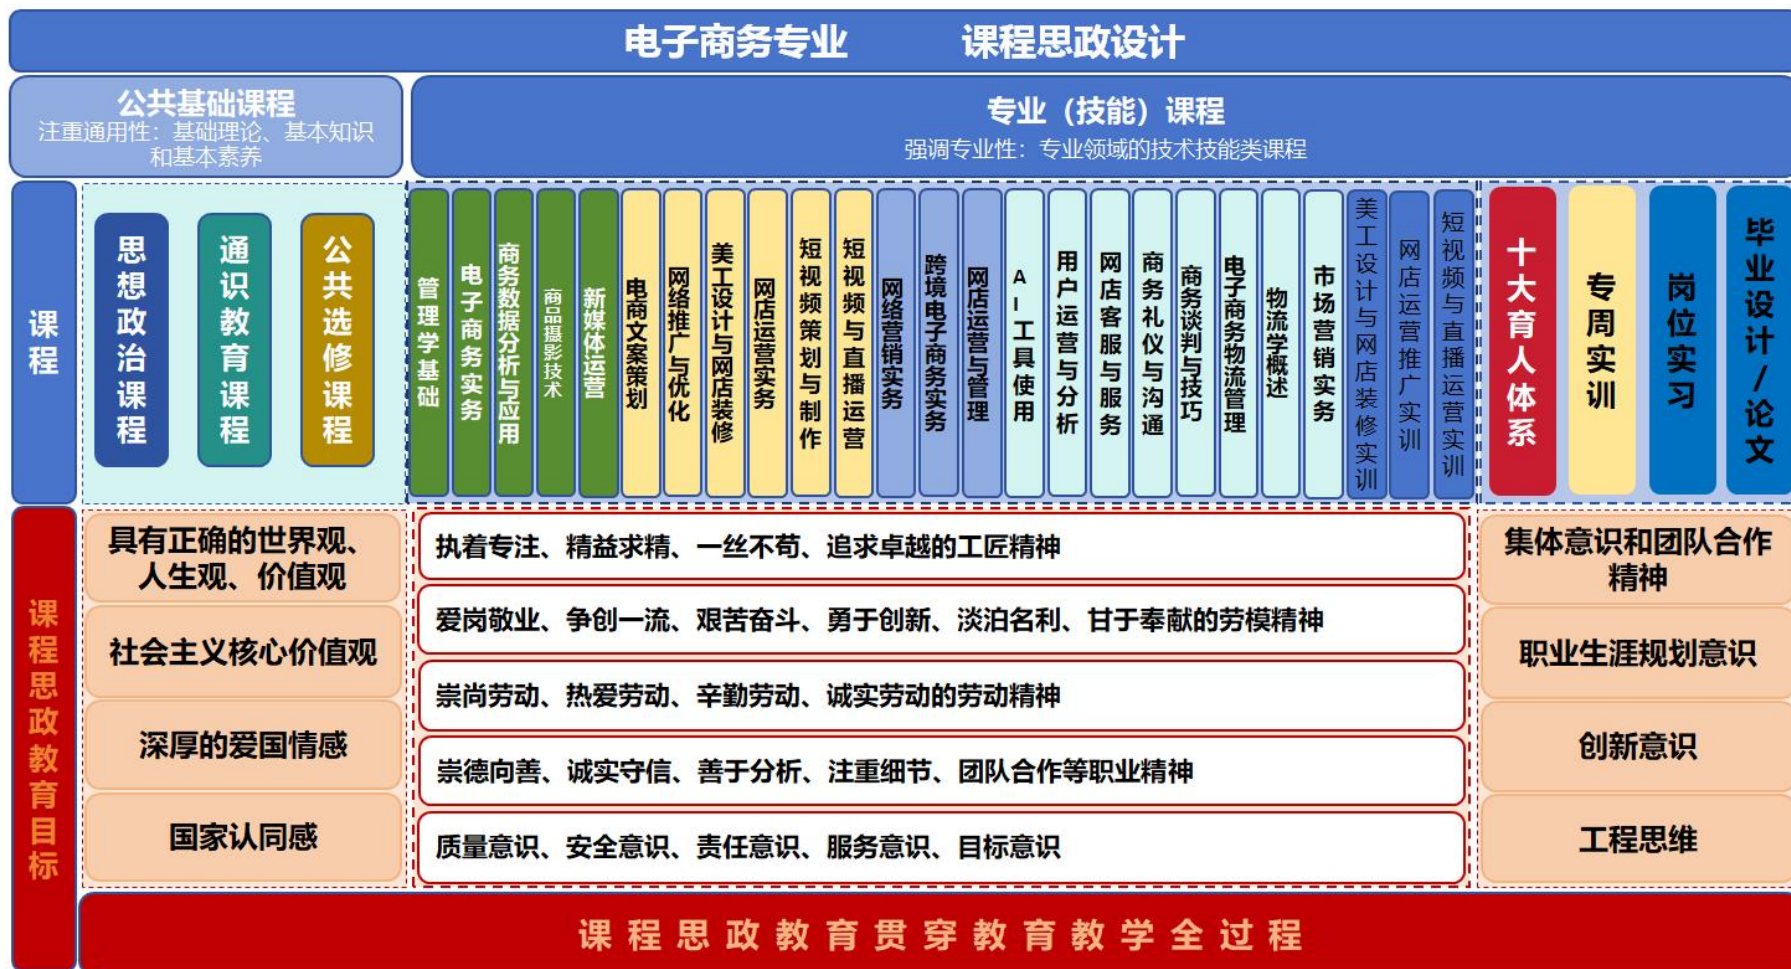 电子商务专业 课程思政设计
公共基础课程
注重通用性：基础理论、基本知识
和基本素养
专业（技能）课程
强调专业性：专业领域的技术技能类课程
课程
思想政治课程
通识教育课程
公共选修课程
管理学基础
电子商务实务
商务数据分析与应用
商品摄影技术
新媒体运营
电商文案策划
网络推广与优化
美工设计与网店装修
网店运营实务
短视频策划与制作
短视频与直播运营
网络营销实务
跨境电子商务实务
网店运营与管理
AI工具使用
用户运营与分析
网店客服与服务
商务礼仪与沟通
商务谈判与技巧
电子商务物流管理
物流学概述
市场营销实务
美工设计与网店装修实训
网店运营推广实训
短视频与直播运营实训
十大育人体系
专周实训
岗位实习
毕业设计/论文
课程思政教育目标
具有正确的世界观、
人生观、价值观
社会主义核心价值观
深厚的爱国情感
国家认同感
执着专注、精益求精、一丝不苟、追求卓越的工匠精神
爱岗敬业、争创一流、艰苦奋斗、勇于创新、淡泊名利、甘于奉献的劳模精神
崇尚劳动、热爱劳动、辛勤劳动、诚实劳动的劳动精神
崇德向善、诚实守信、善于分析、注重细节、团队合作等职业精神
质量意识、安全意识、责任意识、服务意识、目标意识
集体意识和团队合作
精神
职业生涯规划意识
创新意识
工程思维
课程思政教育贯穿教育教学全过程